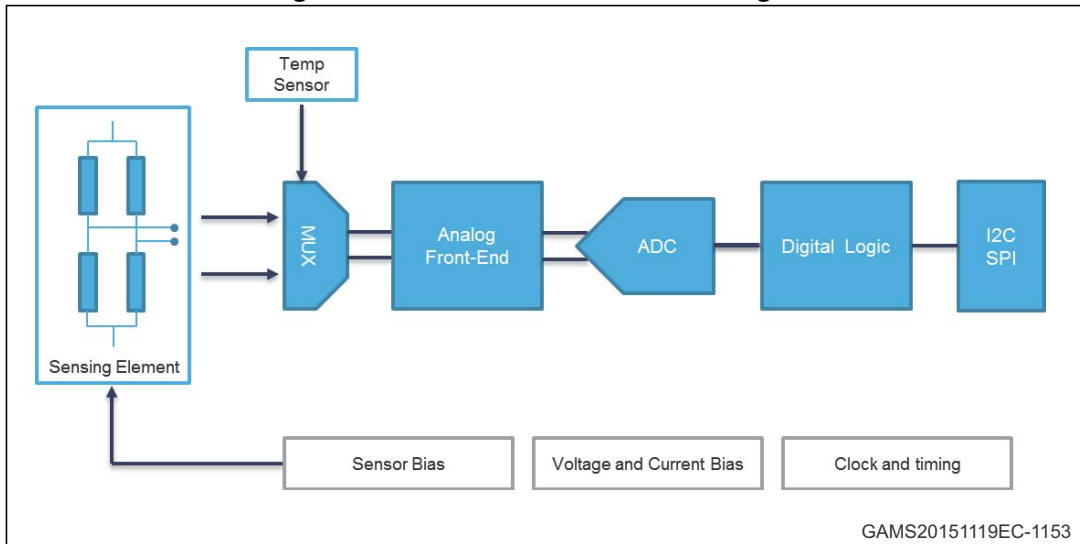 Temp
Sensor
MUX
Analog
Front-End
ADC
Digital Logic
I2C
SPI
Sensing Element
Sensor Bias
Voltage and Current Bias
Clock and timing
GAMS20151119EC-1153